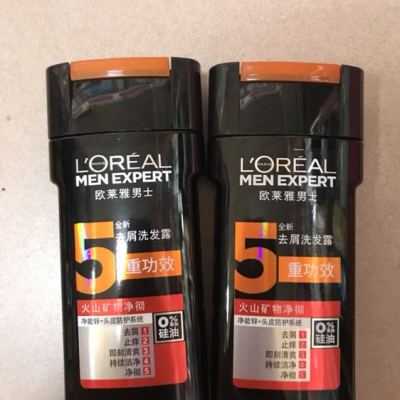 L'ORÉAL
MEN EXPERT
欧莱雅男士
全新
去屑洗发露
5
重功效
火山矿物净彻
净能锌+头皮防护系统
去屑 1
止痒 2
即刻清爽 3
持续洁净 4
净彻 5
0%
硅油
L'ORÉAL
MEN EXPERT
欧莱雅男士
全新
去屑洗发露
5
重功效
火山矿物净彻
净能锌+头皮防护系统
去屑 1
止痒 2
即刻清爽 3
持续洁净 4
净彻 5
0%
硅油